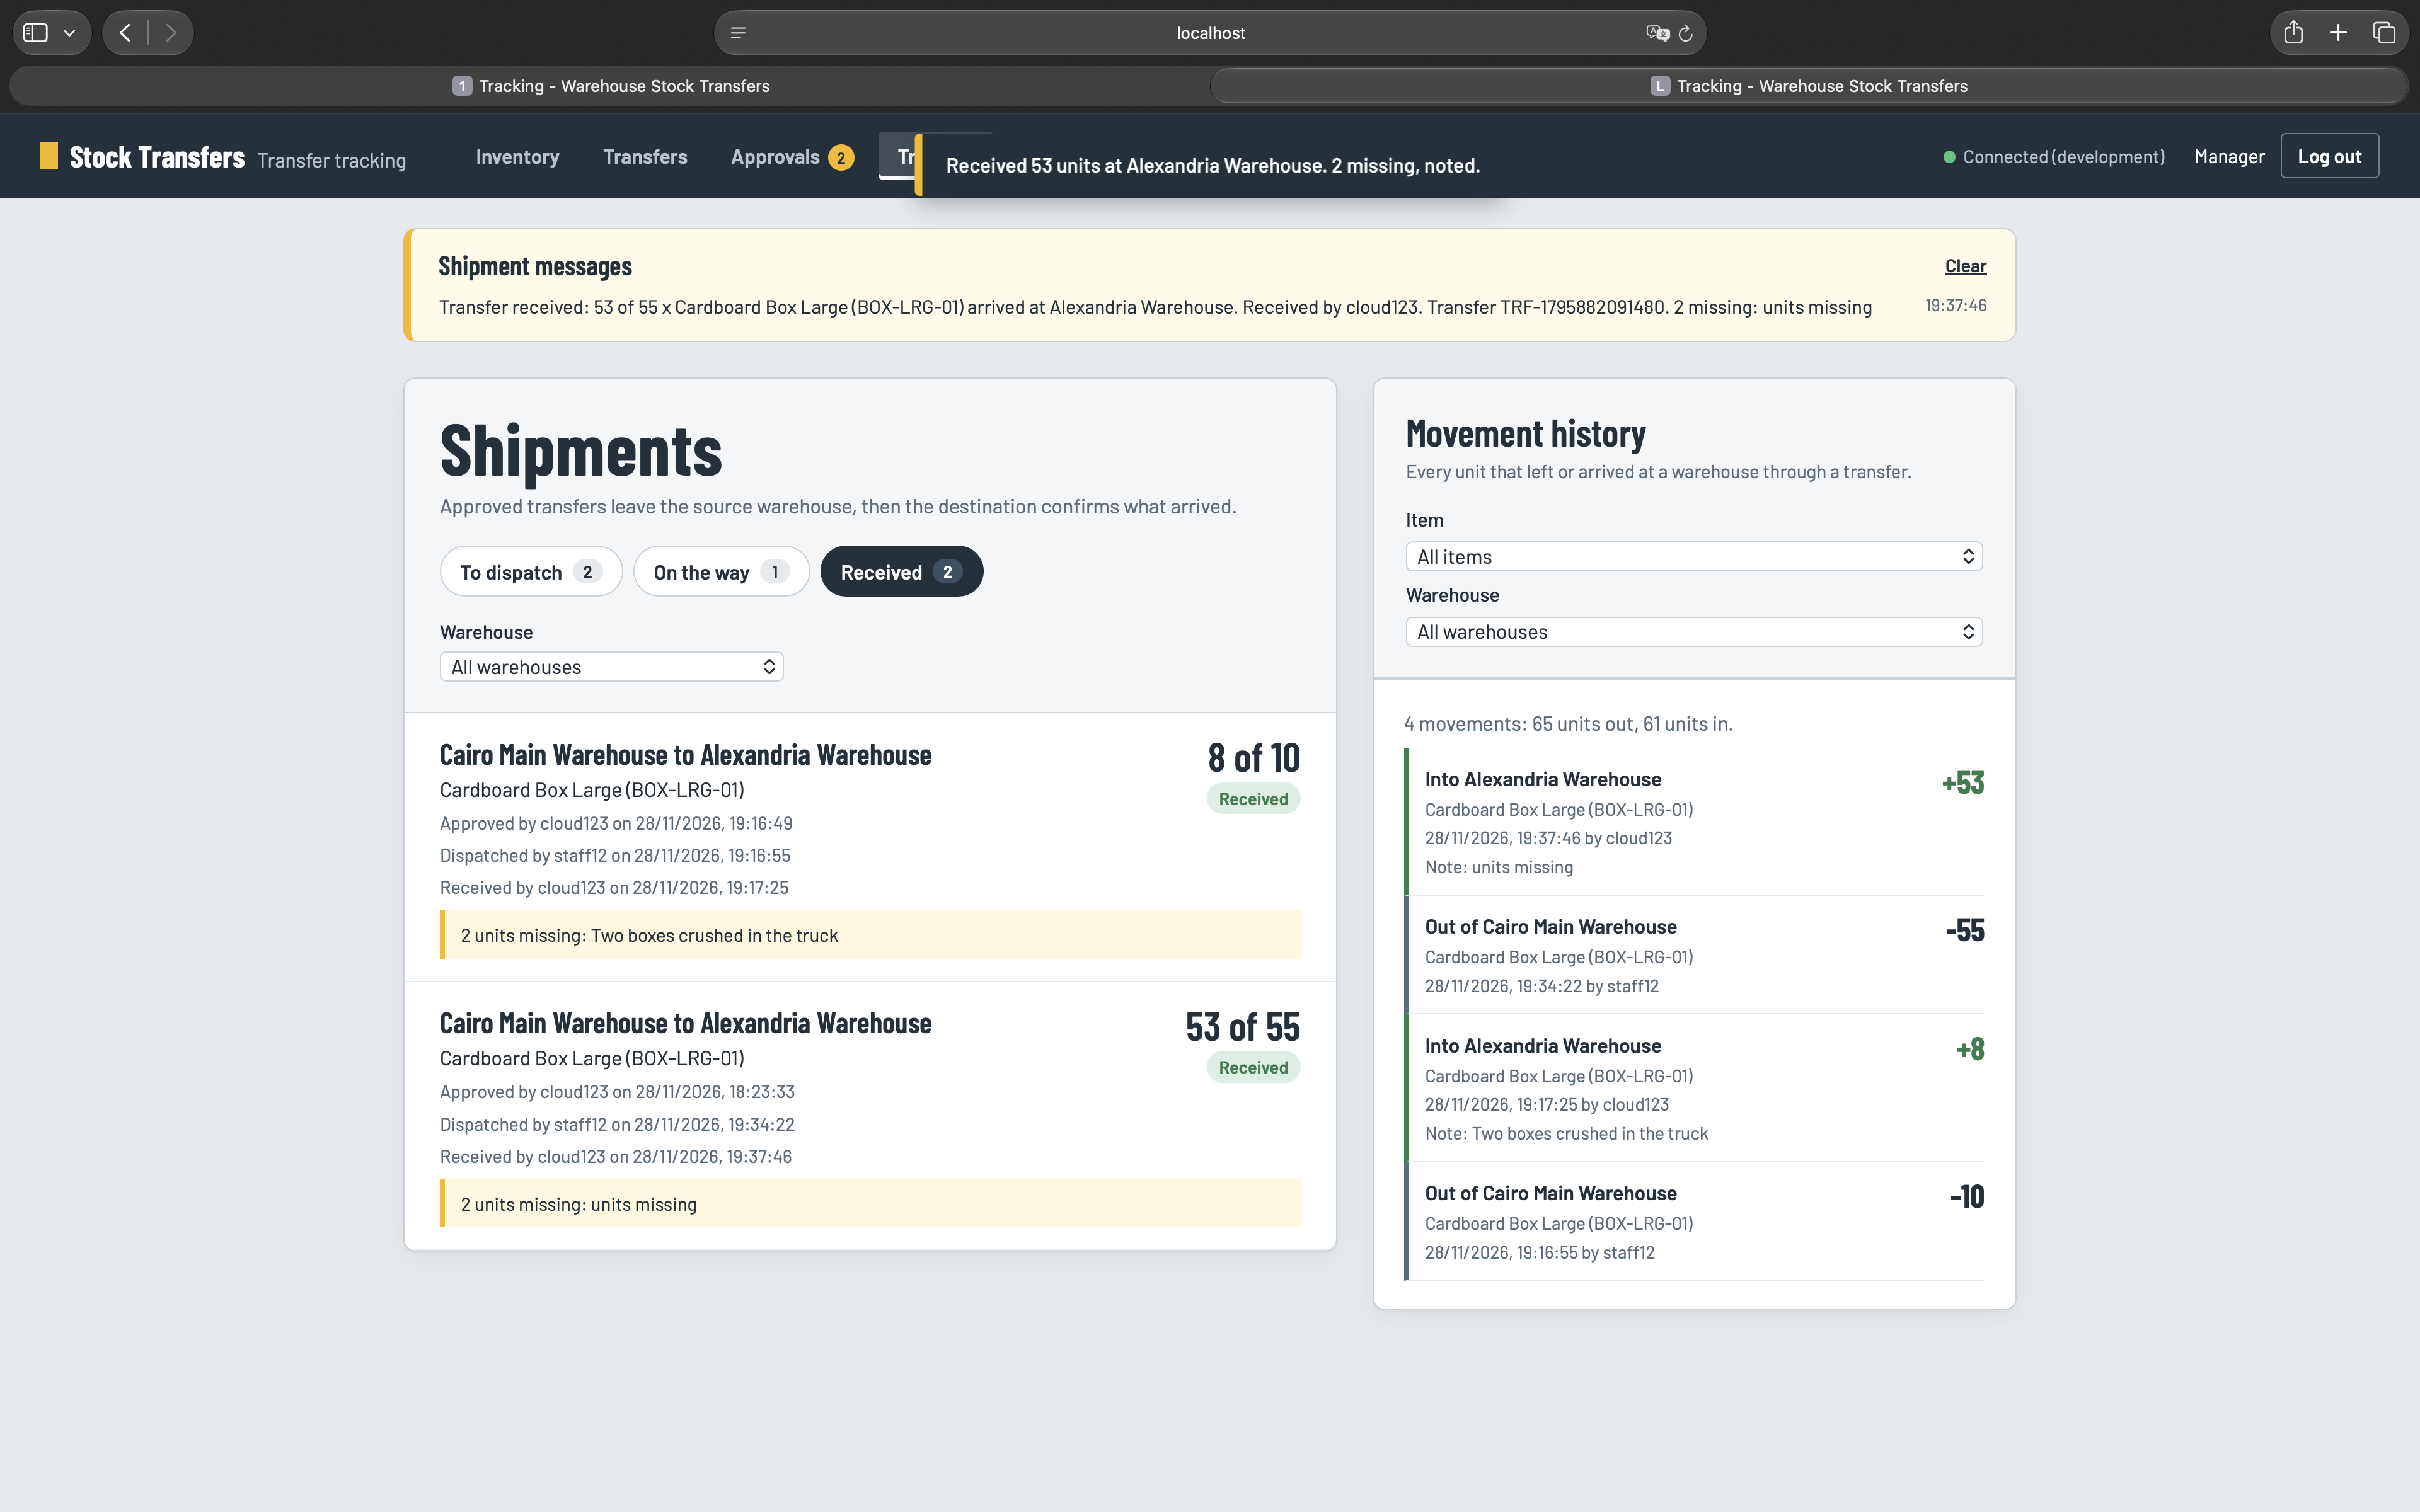 localhost
1 Tracking - Warehouse Stock Transfers
L Tracking - Warehouse Stock Transfers
Stock Transfers Transfer tracking Inventory Transfers Approvals 2 Tr
Received 53 units at Alexandria Warehouse. 2 missing, noted.
Connected (development) Manager Log out
Shipment messages
Clear
Transfer received: 53 of 55 x Cardboard Box Large (BOX-LRG-01) arrived at Alexandria Warehouse. Received by cloud123. Transfer TRF-1795882091480. 2 missing: units missing 19:37:46
Shipments
Approved transfers leave the source warehouse, then the destination confirms what arrived.
To dispatch 2 On the way 1 Received 2
Warehouse
All warehouses
Cairo Main Warehouse to Alexandria Warehouse 8 of 10
Cardboard Box Large (BOX-LRG-01) Received
Approved by cloud123 on 28/11/2026, 19:16:49
Dispatched by staff12 on 28/11/2026, 19:16:55
Received by cloud123 on 28/11/2026, 19:17:25
2 units missing: Two boxes crushed in the truck
Cairo Main Warehouse to Alexandria Warehouse 53 of 55
Cardboard Box Large (BOX-LRG-01) Received
Approved by cloud123 on 28/11/2026, 18:23:33
Dispatched by staff12 on 28/11/2026, 19:34:22
Received by cloud123 on 28/11/2026, 19:37:46
2 units missing: units missing
Movement history
Every unit that left or arrived at a warehouse through a transfer.
Item
All items
Warehouse
All warehouses
4 movements: 65 units out, 61 units in.
Into Alexandria Warehouse +53
Cardboard Box Large (BOX-LRG-01)
28/11/2026, 19:37:46 by cloud123
Note: units missing
Out of Cairo Main Warehouse -55
Cardboard Box Large (BOX-LRG-01)
28/11/2026, 19:34:22 by staff12
Into Alexandria Warehouse +8
Cardboard Box Large (BOX-LRG-01)
28/11/2026, 19:17:25 by cloud123
Note: Two boxes crushed in the truck
Out of Cairo Main Warehouse -10
Cardboard Box Large (BOX-LRG-01)
28/11/2026, 19:16:55 by staff12